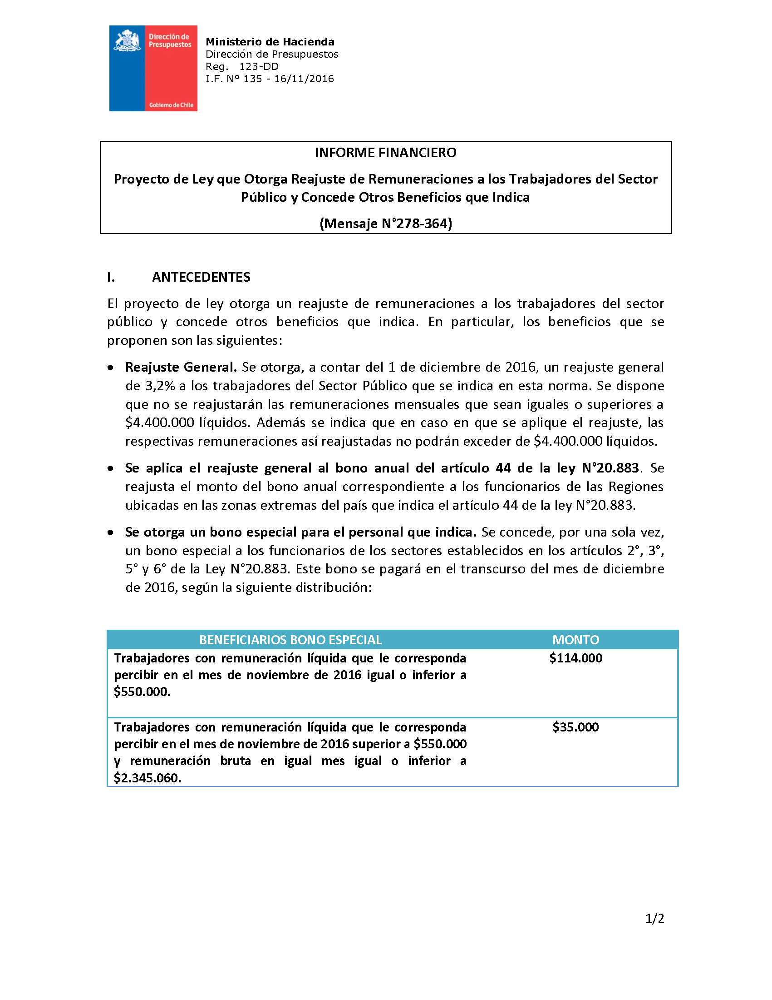 Dirección de
Presupuestos
Gobierno de Chile
Ministerio de Hacienda
Dirección de Presupuestos
Reg. 123-DD
I.F. N° 135 - 16/11/2016
INFORME FINANCIERO
Proyecto de Ley que Otorga Reajuste de Remuneraciones a los Trabajadores del Sector
Público y Concede Otros Beneficios que Indica
(Mensaje N°278-364)
I. ANTECEDENTES
El proyecto de ley otorga un reajuste de remuneraciones a los trabajadores del sector
público y concede otros beneficios que indica. En particular, los beneficios que se
proponen son las siguientes:
• Reajuste General. Se otorga, a contar del 1 de diciembre de 2016, un reajuste general
de 3,2% a los trabajadores del Sector Público que se indica en esta norma. Se dispone
que no se reajustarán las remuneraciones mensuales que sean iguales o superiores a
$4.400.000 líquidos. Además se indica que en caso en que se aplique el reajuste, las
respectivas remuneraciones así reajustadas no podrán exceder de $4.400.000 líquidos.
• Se aplica el reajuste general al bono anual del artículo 44 de la ley N°20.883. Se
reajusta el monto del bono anual correspondiente a los funcionarios de las Regiones
ubicadas en las zonas extremas del país que indica el artículo 44 de la ley N°20.883.
• Se otorga un bono especial para el personal que indica. Se concede, por una sola vez,
un bono especial a los funcionarios de los sectores establecidos en los artículos 2°, 3°,
5° y 6° de la Ley N°20.883. Este bono se pagará en el transcurso del mes de diciembre
de 2016, según la siguiente distribución:
BENEFICIARIOS BONO ESPECIAL MONTO
Trabajadores con remuneración líquida que le corresponda $114.000
percibir en el mes de noviembre de 2016 igual o inferior a
$550.000.
Trabajadores con remuneración líquida que le corresponda $35.000
percibir en el mes de noviembre de 2016 superior a $550.000
y remuneración bruta en igual mes igual o inferior a
$2.345.060.
1/2